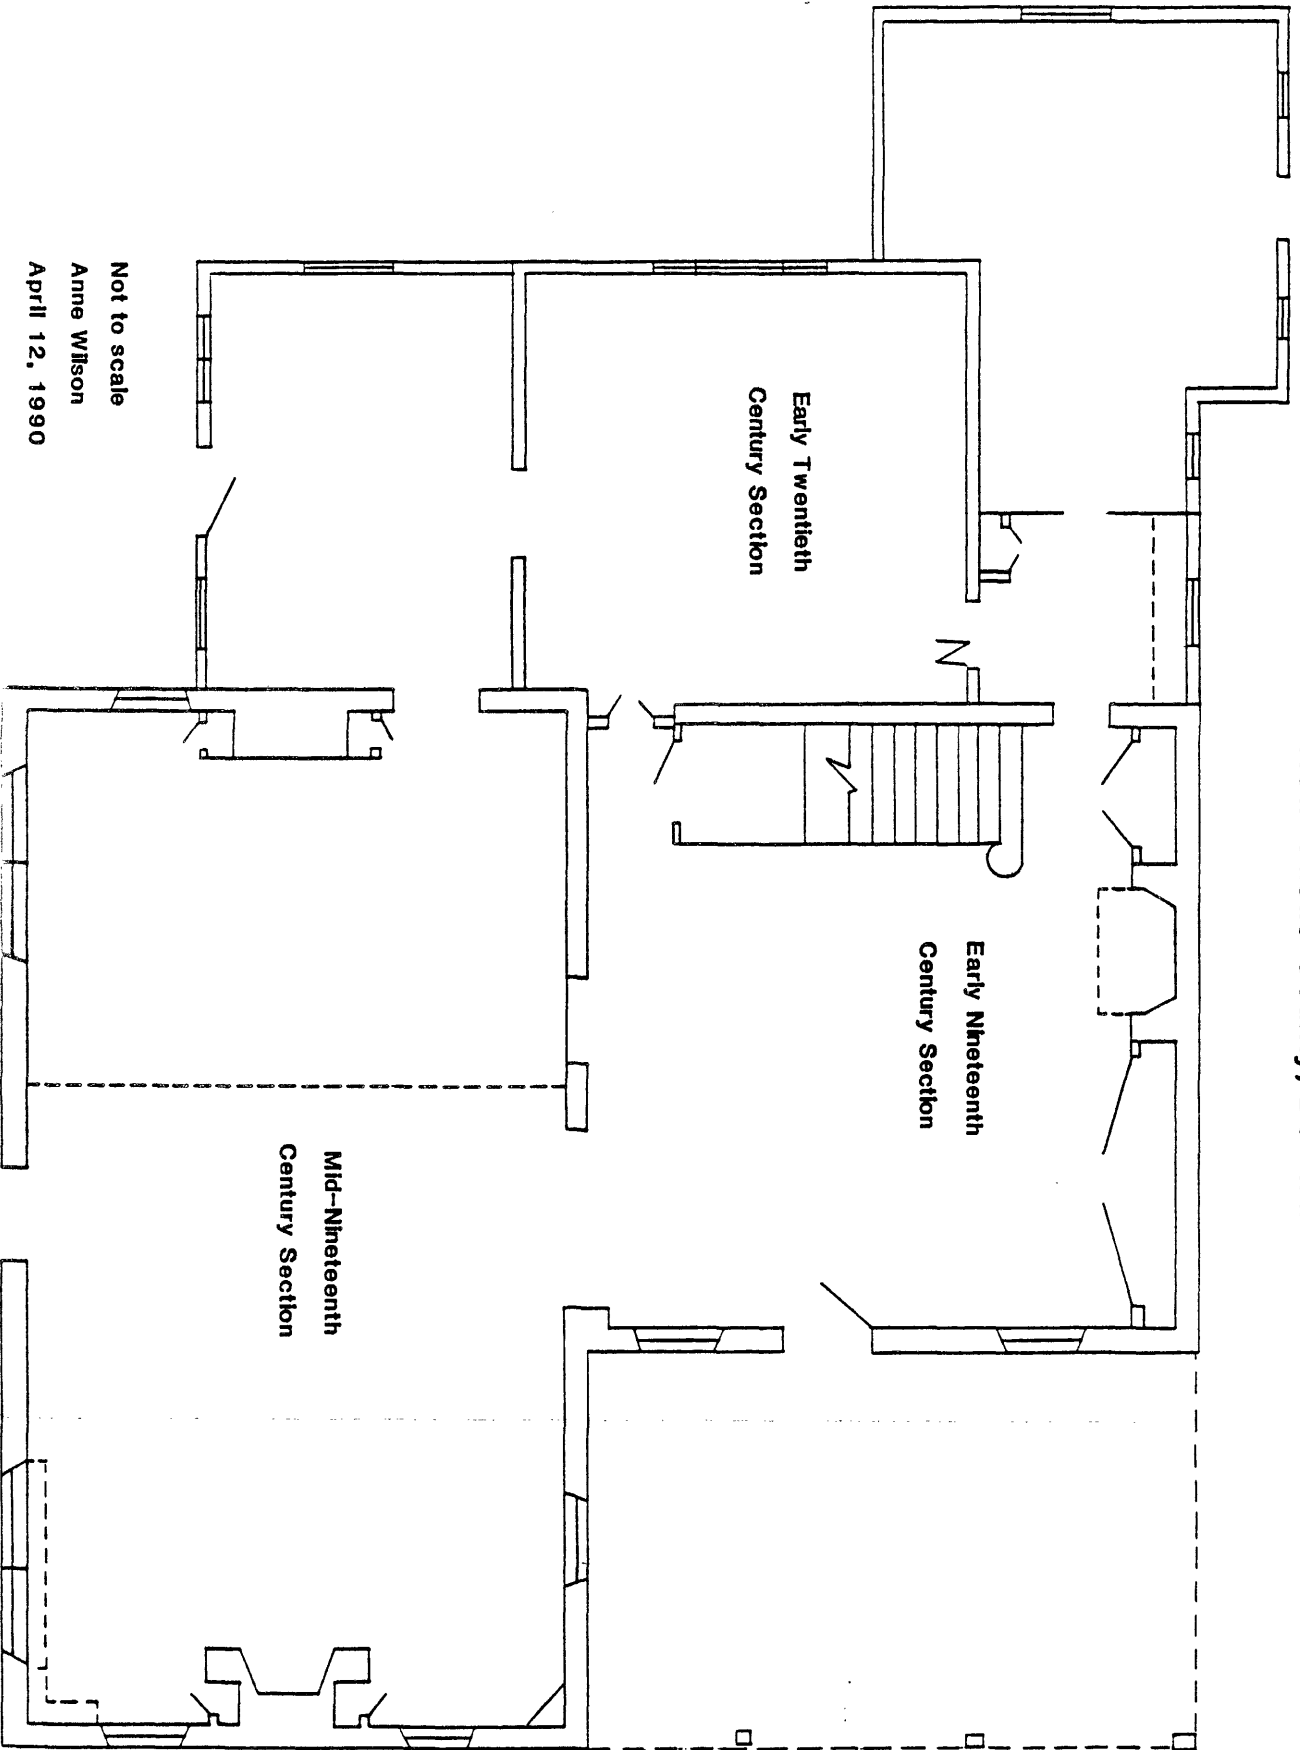 Early Nineteenth
Century Section
Early Twentieth
Century Section
Mid-Nineteenth
Century Section
Not to scale
Anne Wilson
April 12, 1990